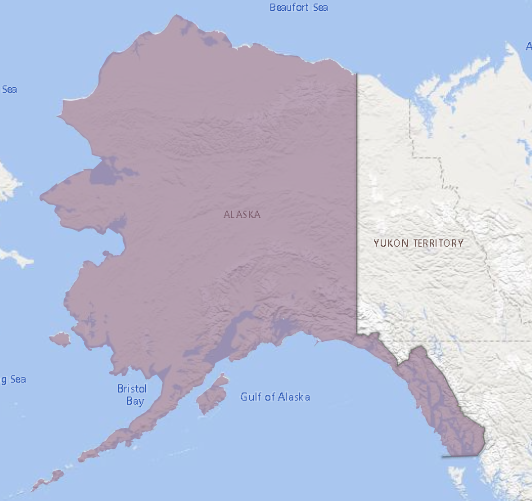 Beaufort Sea
A
Sea
ALASKA
YUKON TERRITORY
g Sea
Bristol
Bay
Gulf of Alaska